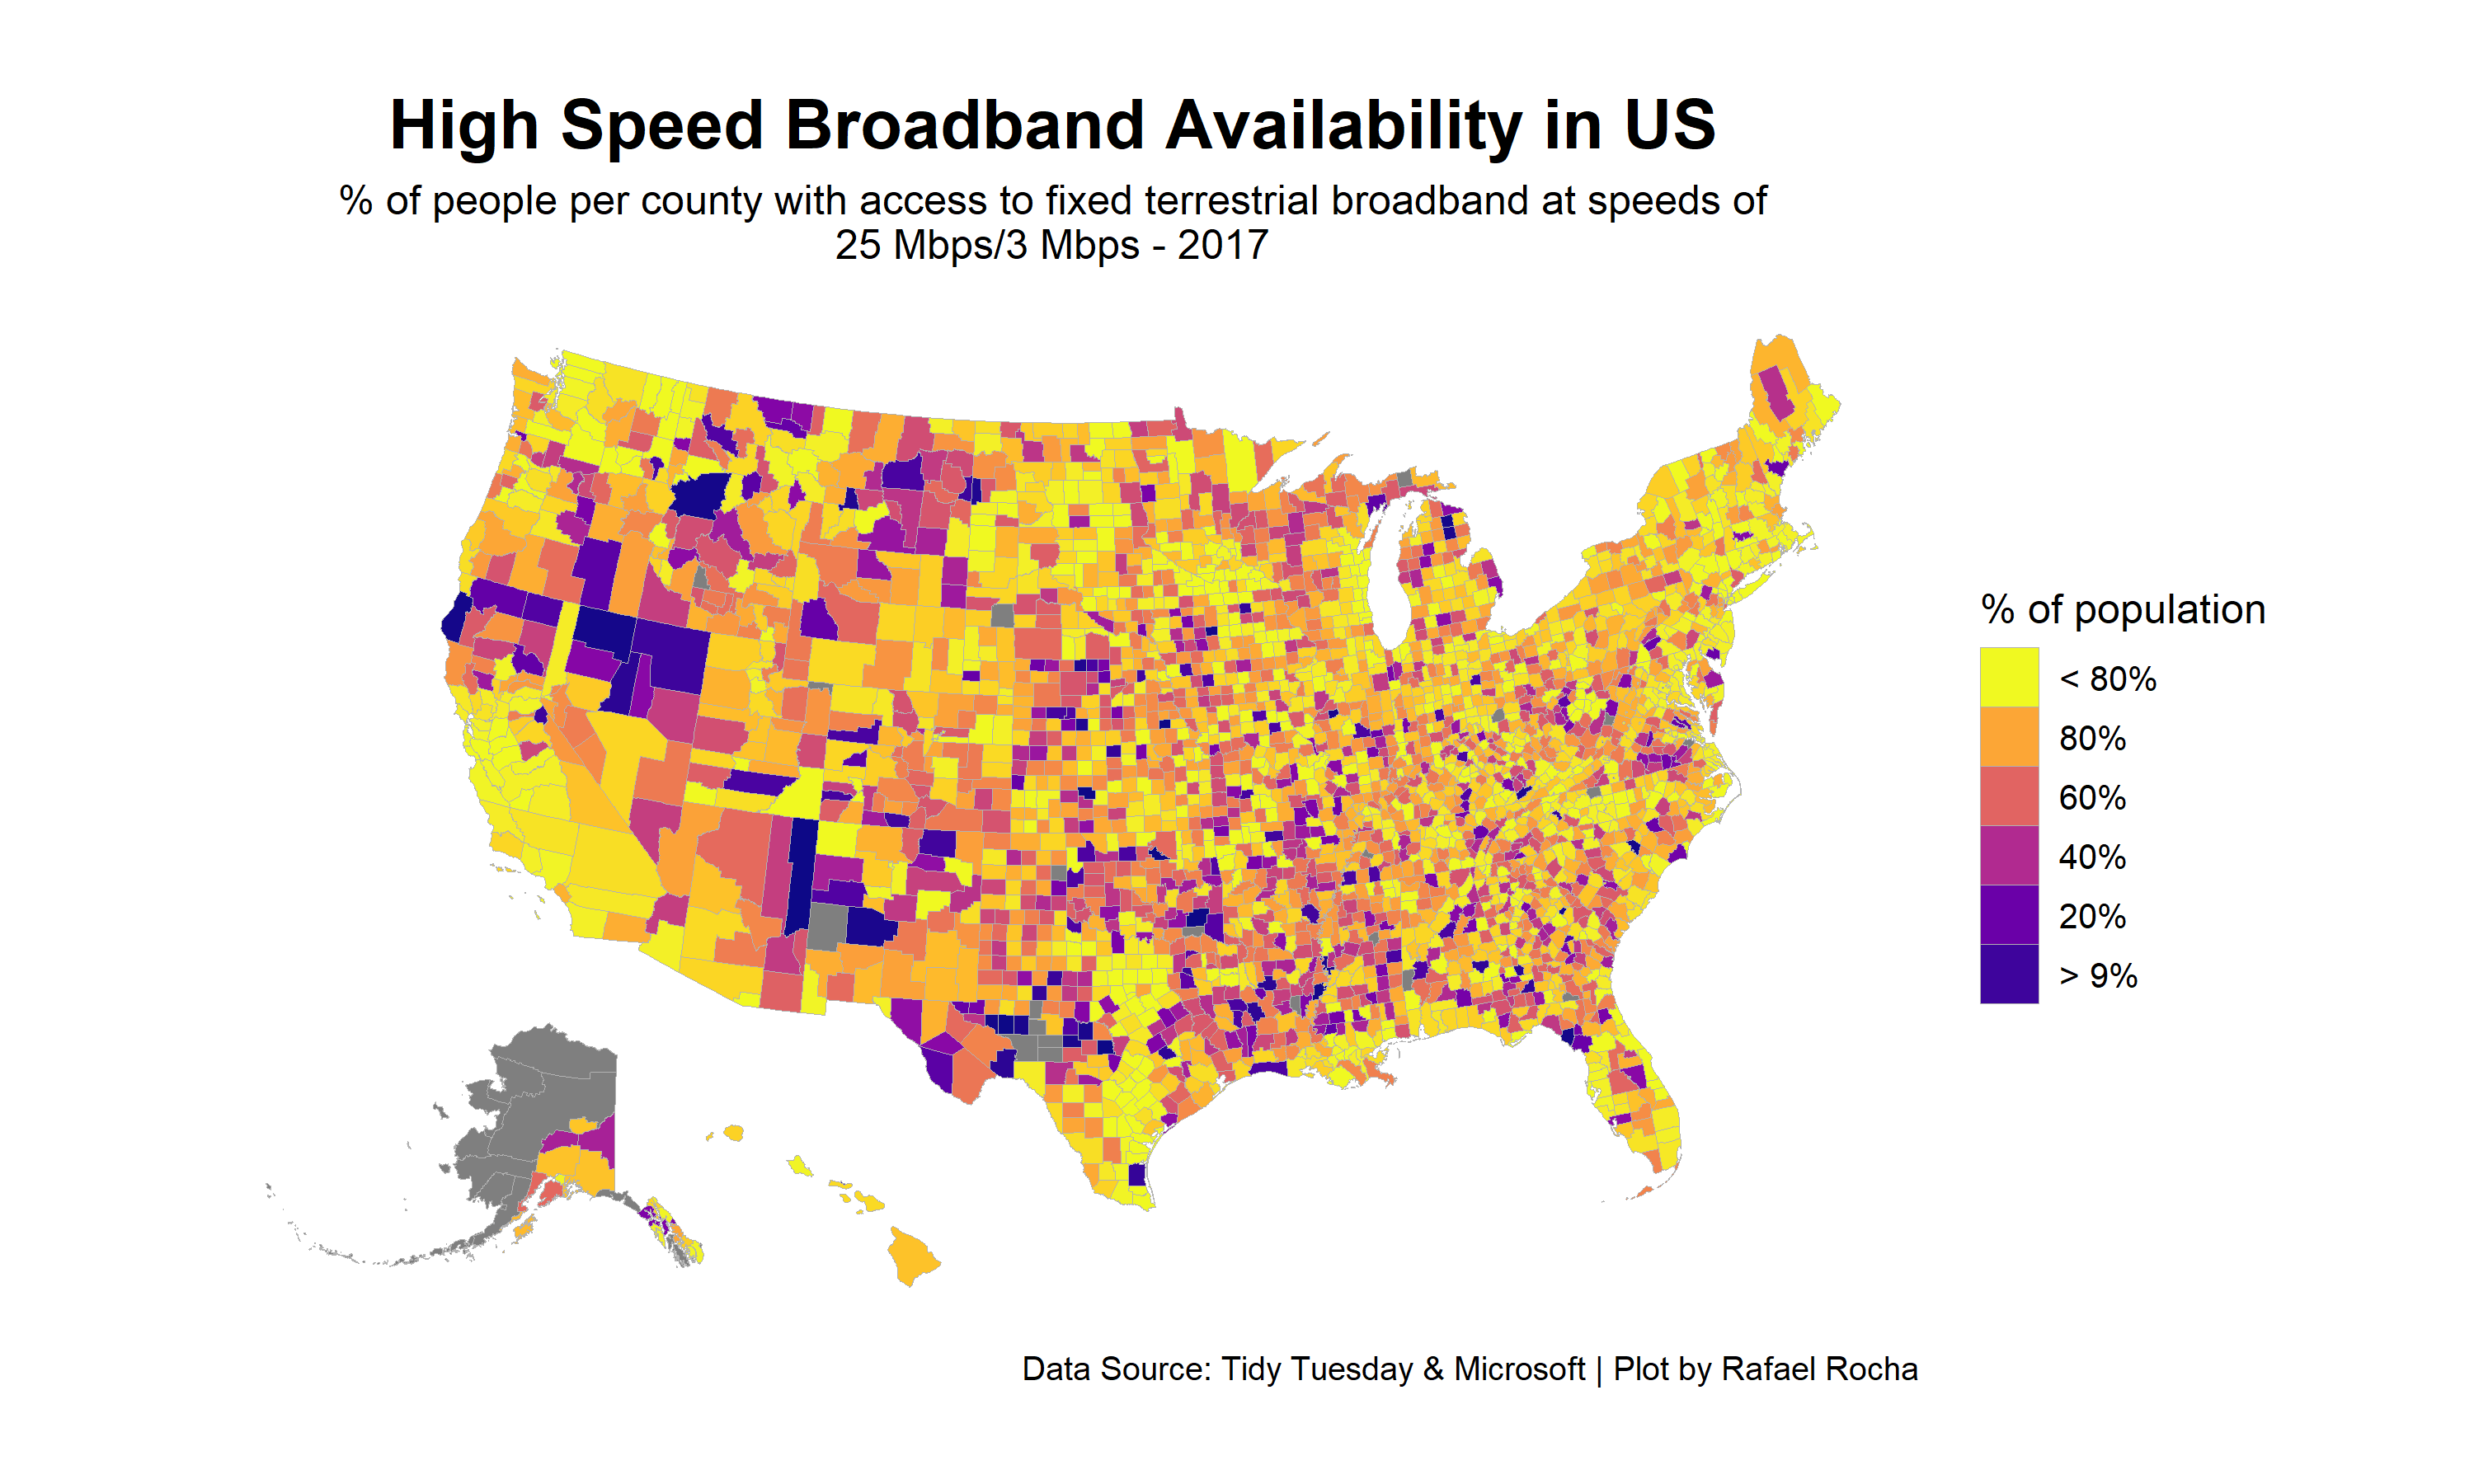 High Speed Broadband Availability in US
% of people per county with access to fixed terrestrial broadband at speeds of
25 Mbps/3 Mbps - 2017
% of population
< 80%
80%
60%
40%
20%
> 9%
Data Source: Tidy Tuesday & Microsoft | Plot by Rafael Rocha